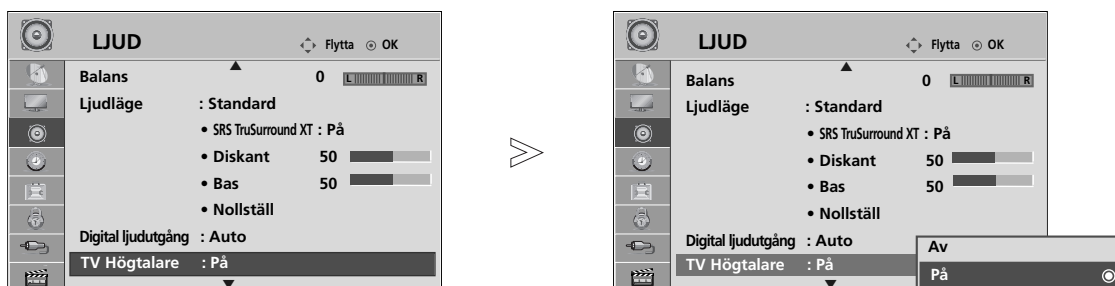 LJUD Flytta OK
Balans 0 L R
Ljudläge : Standard
• SRS TruSurround XT : På
• Diskant 50
• Bas 50
• Nollställ
Digital ljudutgång : Auto
TV Högtalare : På
LJUD Flytta OK
Balans 0 L R
Ljudläge : Standard
• SRS TruSurround XT : På
• Diskant 50
• Bas 50
• Nollställ
Digital ljudutgång : Auto
TV Högtalare : På
Av
På